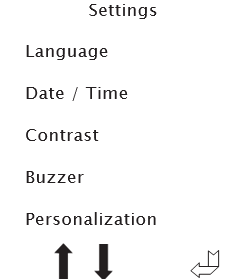 Settings
Language
Date / Time
Contrast
Buzzer
Personalization